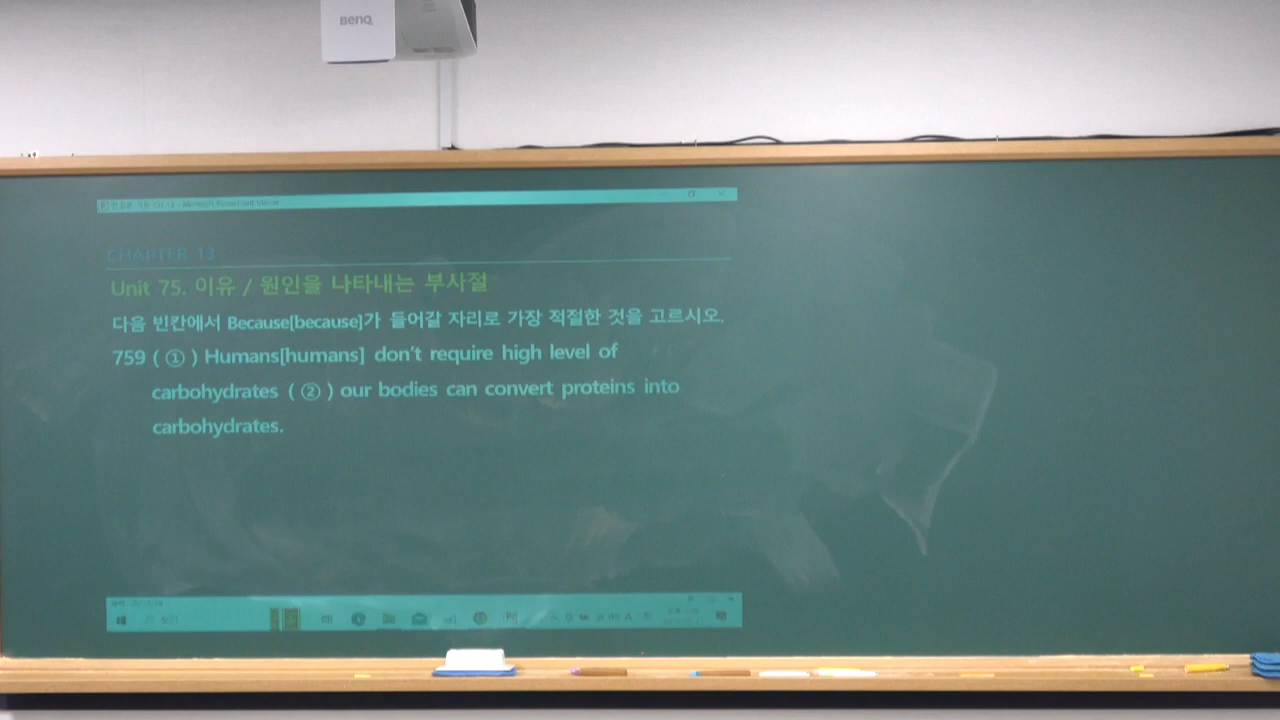 BenQ
CHAPTER 13
Unit 75. 이유 / 원인을 나타내는 부사절
다음 빈칸에서 Because[because]가 들어갈 자리로 가장 적절한 것을 고르시오.
759 ( ① ) Humans[humans] don't require high level of
carbohydrates ( ② ) our bodies can convert proteins into
carbohydrates.